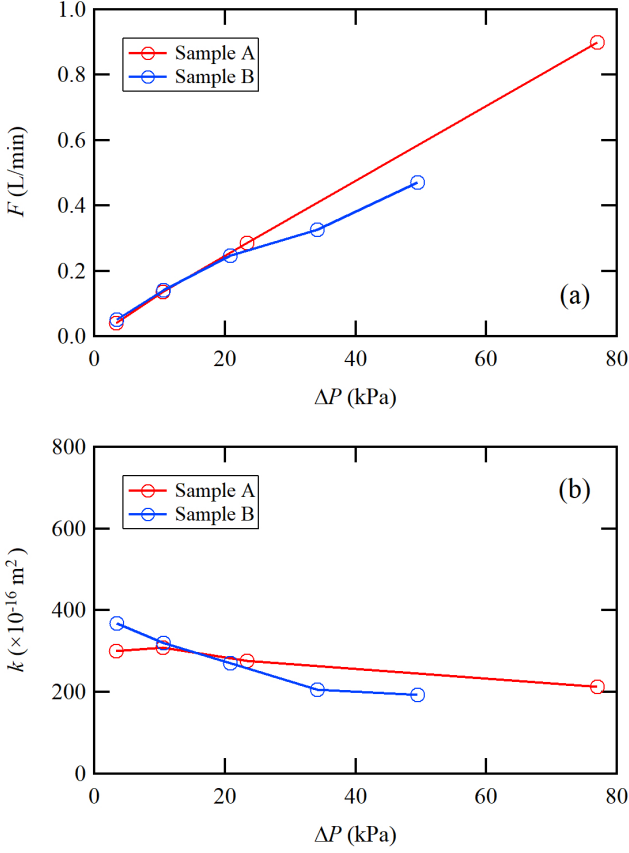 1.0
0.8
0.6
0.4
0.2
0.0
F (L/min)
Sample A
Sample B
(a)
0 20 40 60 80
ΔP (kPa)
800
600
400
200
0
k (×10⁻¹⁶ m²)
Sample A
Sample B
(b)
0 20 40 60 80
ΔP (kPa)